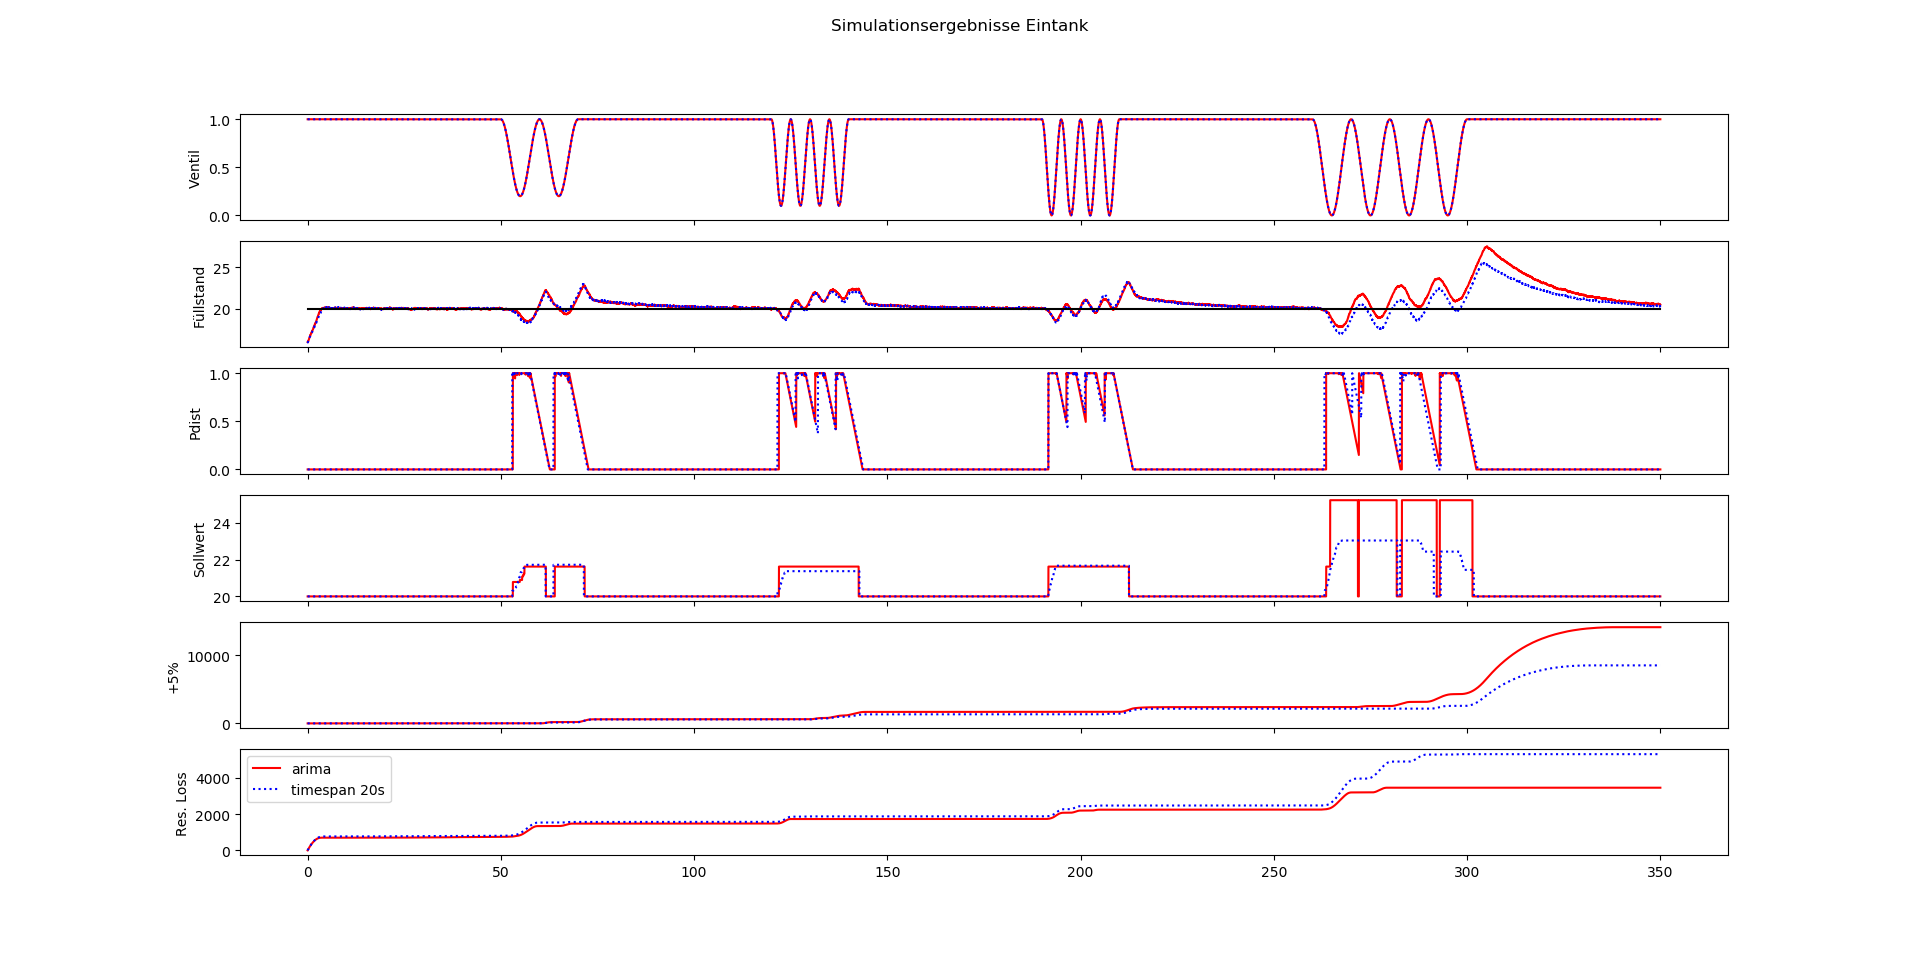 Simulationsergebnisse Eintank
Ventil
1.0
0.5
0.0
Füllstand
25
20
Pdist
1.0
0.5
0.0
Sollwert
24
22
20
+5%
10000
0
Res. Loss
4000
2000
0
arima
timespan 20s
0 50 100 150 200 250 300 350